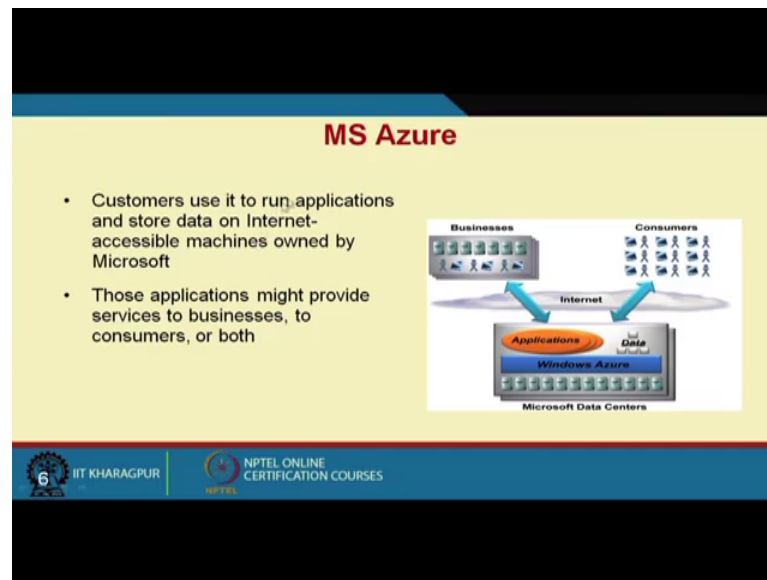 MS Azure
• Customers use it to run applications
and store data on Internet-
accessible machines owned by
Microsoft
• Those applications might provide
services to businesses, to
consumers, or both
Businesses
Consumers
Internet
Applications
Data
Windows Azure
Microsoft Data Centers
6
IIT KHARAGPUR
NPTEL
NPTEL ONLINE
CERTIFICATION COURSES